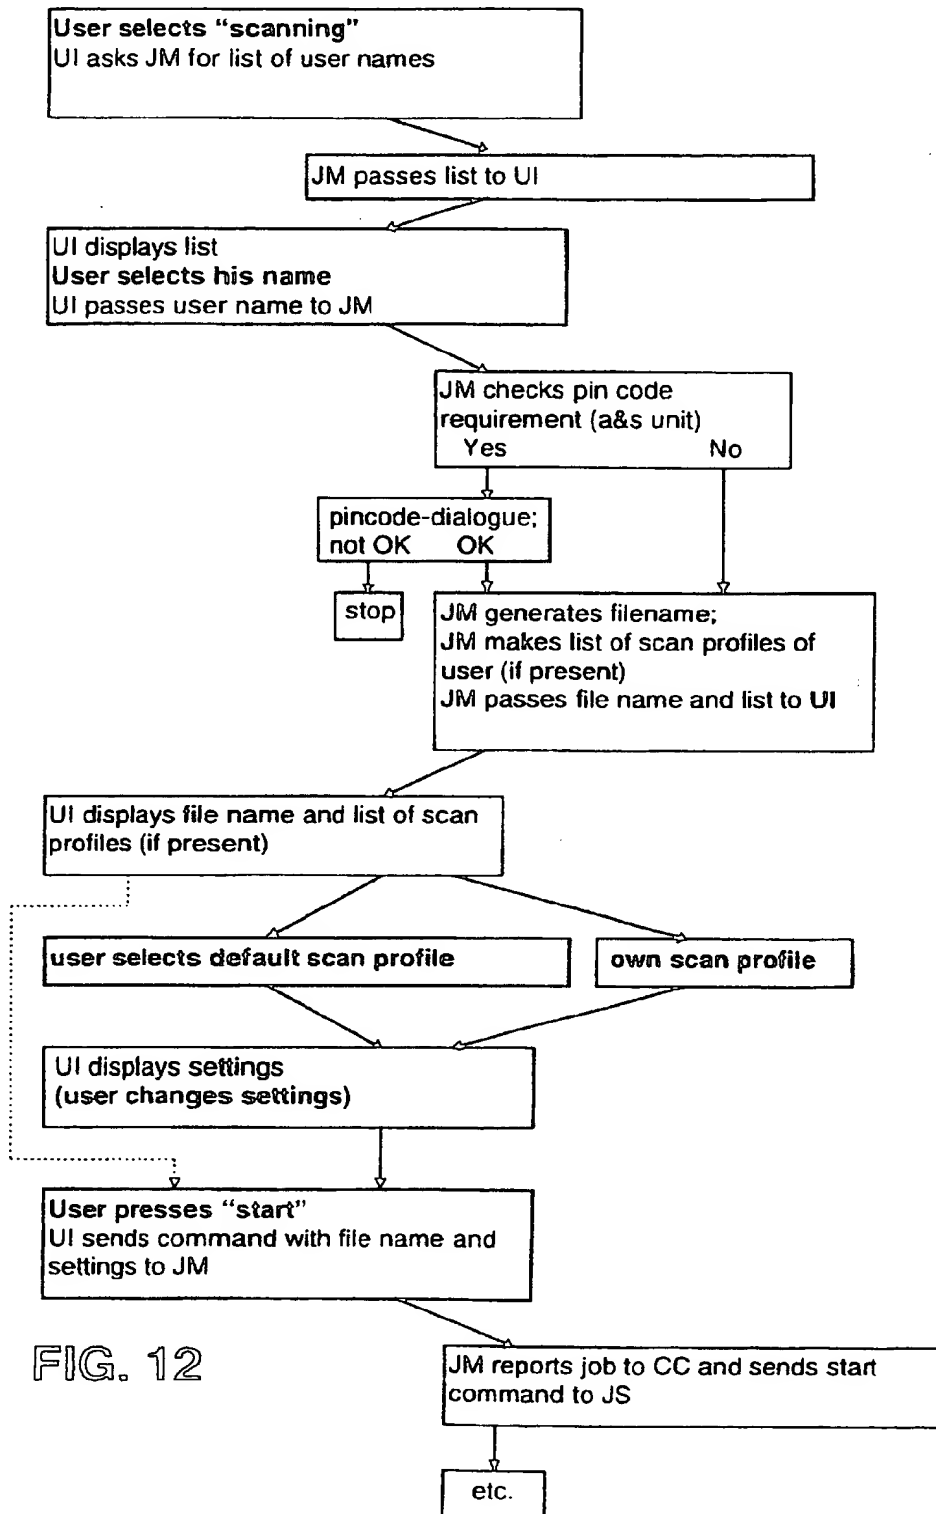 User selects “scanning”
UI asks JM for list of user names
JM passes list to UI
UI displays list
User selects his name
UI passes user name to JM
JM checks pin code
requirement (a&s unit)
Yes No
pincode-dialogue;
not OK OK
stop
JM generates filename;
JM makes list of scan profiles of
user (if present)
JM passes file name and list to UI
UI displays file name and list of scan
profiles (if present)
user selects default scan profile
own scan profile
UI displays settings
(user changes settings)
User presses “start”
UI sends command with file name and
settings to JM
FIG. 12
JM reports job to CC and sends start
command to JS
etc.